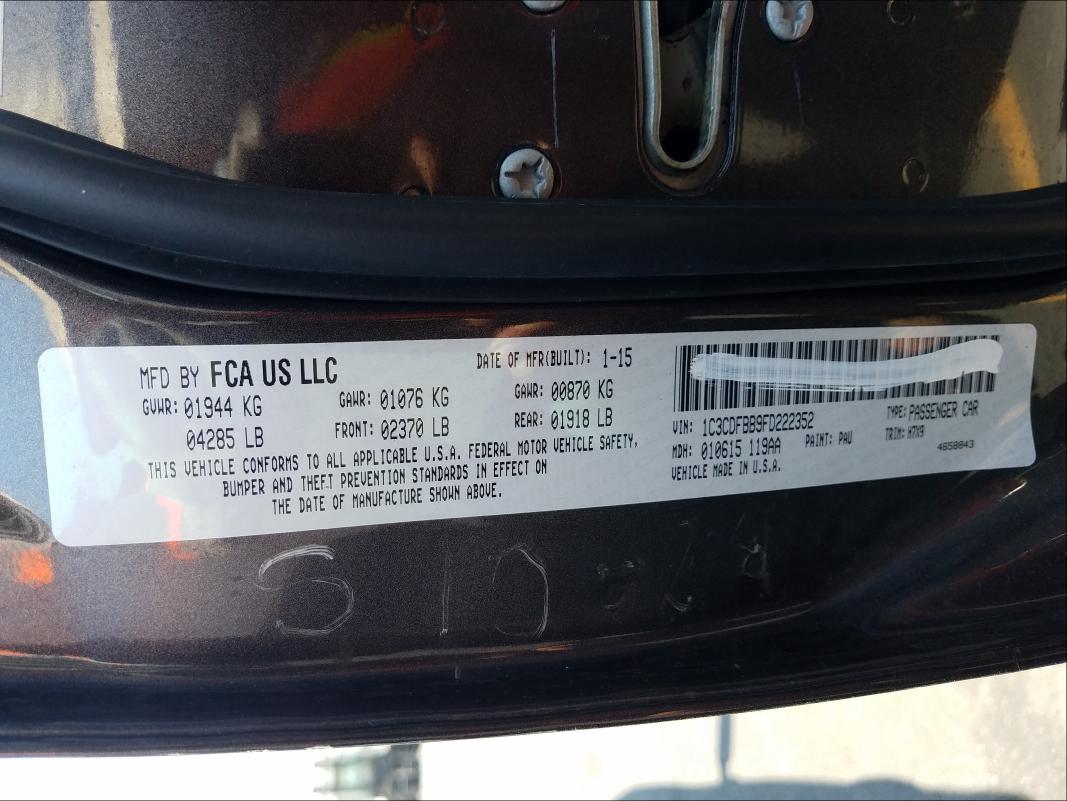 MFD BY FCA US LLC
DATE OF MFR(BUILT): 1-15
GVWR: 01944 KG
04285 LB
GAWR: 01076 KG
FRONT: 02370 LB
GAWR: 00870 KG
REAR: 01918 LB
THIS VEHICLE CONFORMS TO ALL APPLICABLE U.S.A. FEDERAL MOTOR VEHICLE SAFETY,
BUMPER AND THEFT PREVENTION STANDARDS IN EFFECT ON
THE DATE OF MANUFACTURE SHOWN ABOVE.
VIN: 1C3CDFBB9FD222352
TYPE: PASSENGER CAR
MDH: 010615 119AA
PAINT: PAU
TRIM: H7X9
VEHICLE MADE IN U.S.A.
4658843